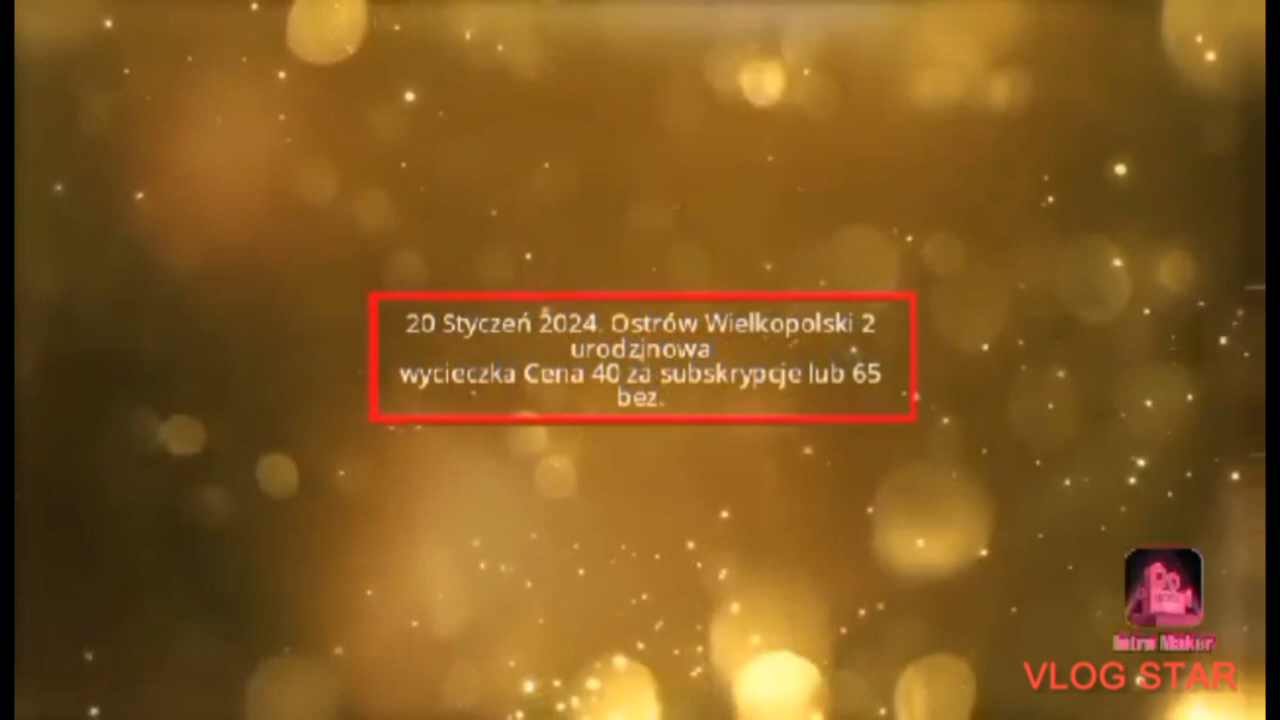 20 Styczeń 2024. Ostrów Wielkopolski 2
urodzinowa
wycieczka Cena 40 za subskrypcje lub 65
bez.
Intro Maker
VLOG STAR